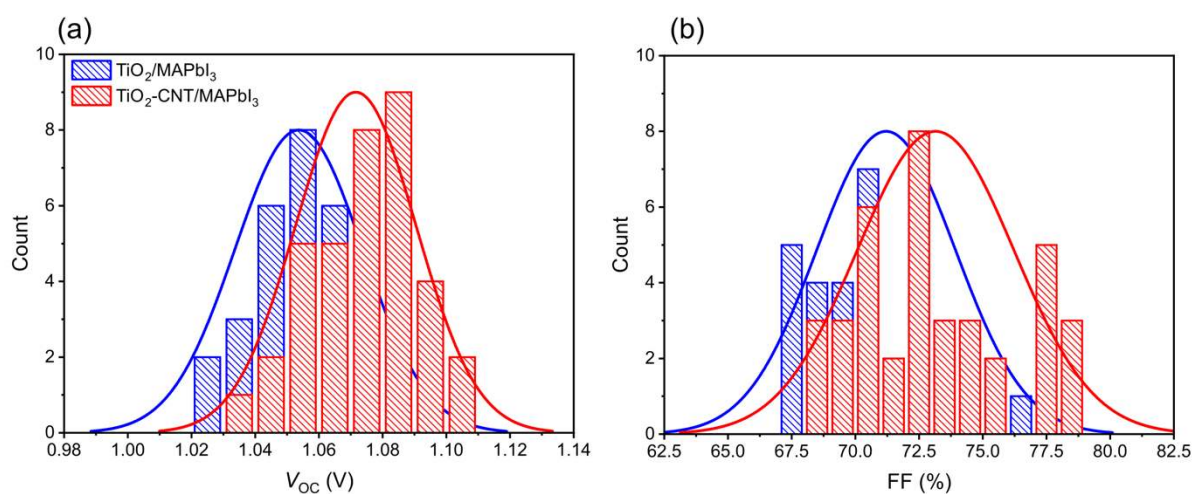 (a)
10
8
6
4
2
0
Count
TiO2/MAPbI3
TiO2-CNT/MAPbI3
0.98 1.00 1.02 1.04 1.06 1.08 1.10 1.12 1.14
VOC (V)
(b)
10
8
6
4
2
0
Count
62.5 65.0 67.5 70.0 72.5 75.0 77.5 80.0 82.5
FF (%)